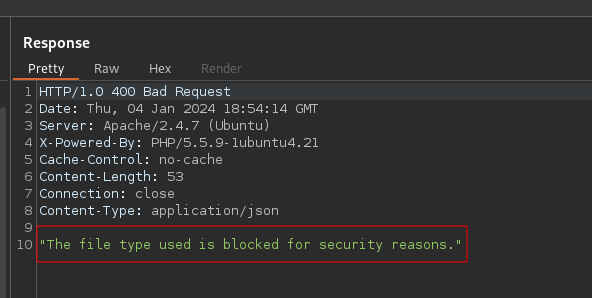 Response
Pretty Raw Hex Render
1 HTTP/1.0 400 Bad Request
2 Date: Thu, 04 Jan 2024 18:54:14 GMT
3 Server: Apache/2.4.7 (Ubuntu)
4 X-Powered-By: PHP/5.5.9-1ubuntu4.21
5 Cache-Control: no-cache
6 Content-Length: 53
7 Connection: close
8 Content-Type: application/json
9
10 "The file type used is blocked for security reasons."